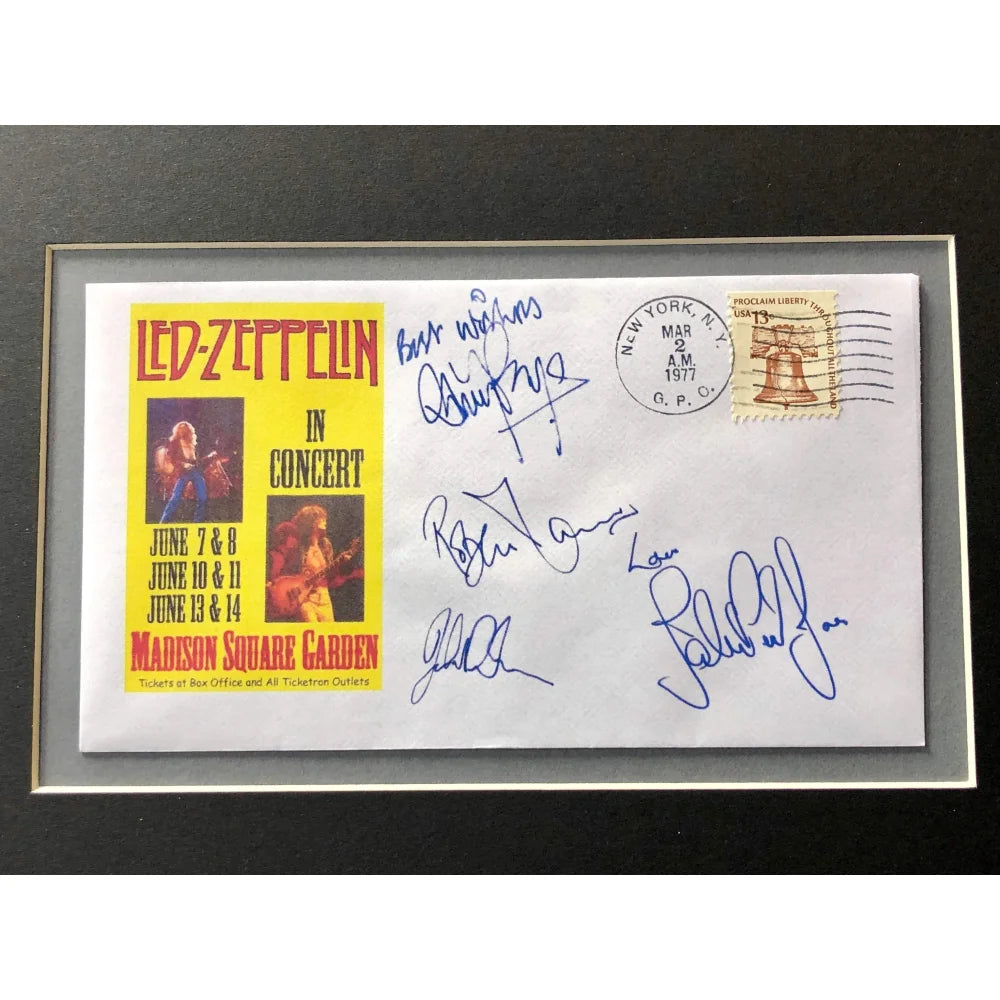 LED-ZEPPELIN
IN
CONCERT
JUNE 7 & 8
JUNE 10 & 11
JUNE 13 & 14
MADISON SQUARE GARDEN
Tickets at Box Office and All Ticketron Outlets
Best Wishes
NEW YORK, N.Y.
MAR
2
A.M.
1977
G. P. O.
PROCLAIM LIBERTY THROUGHOUT ALL THE LAND
USA 13c
Robert
John
Love